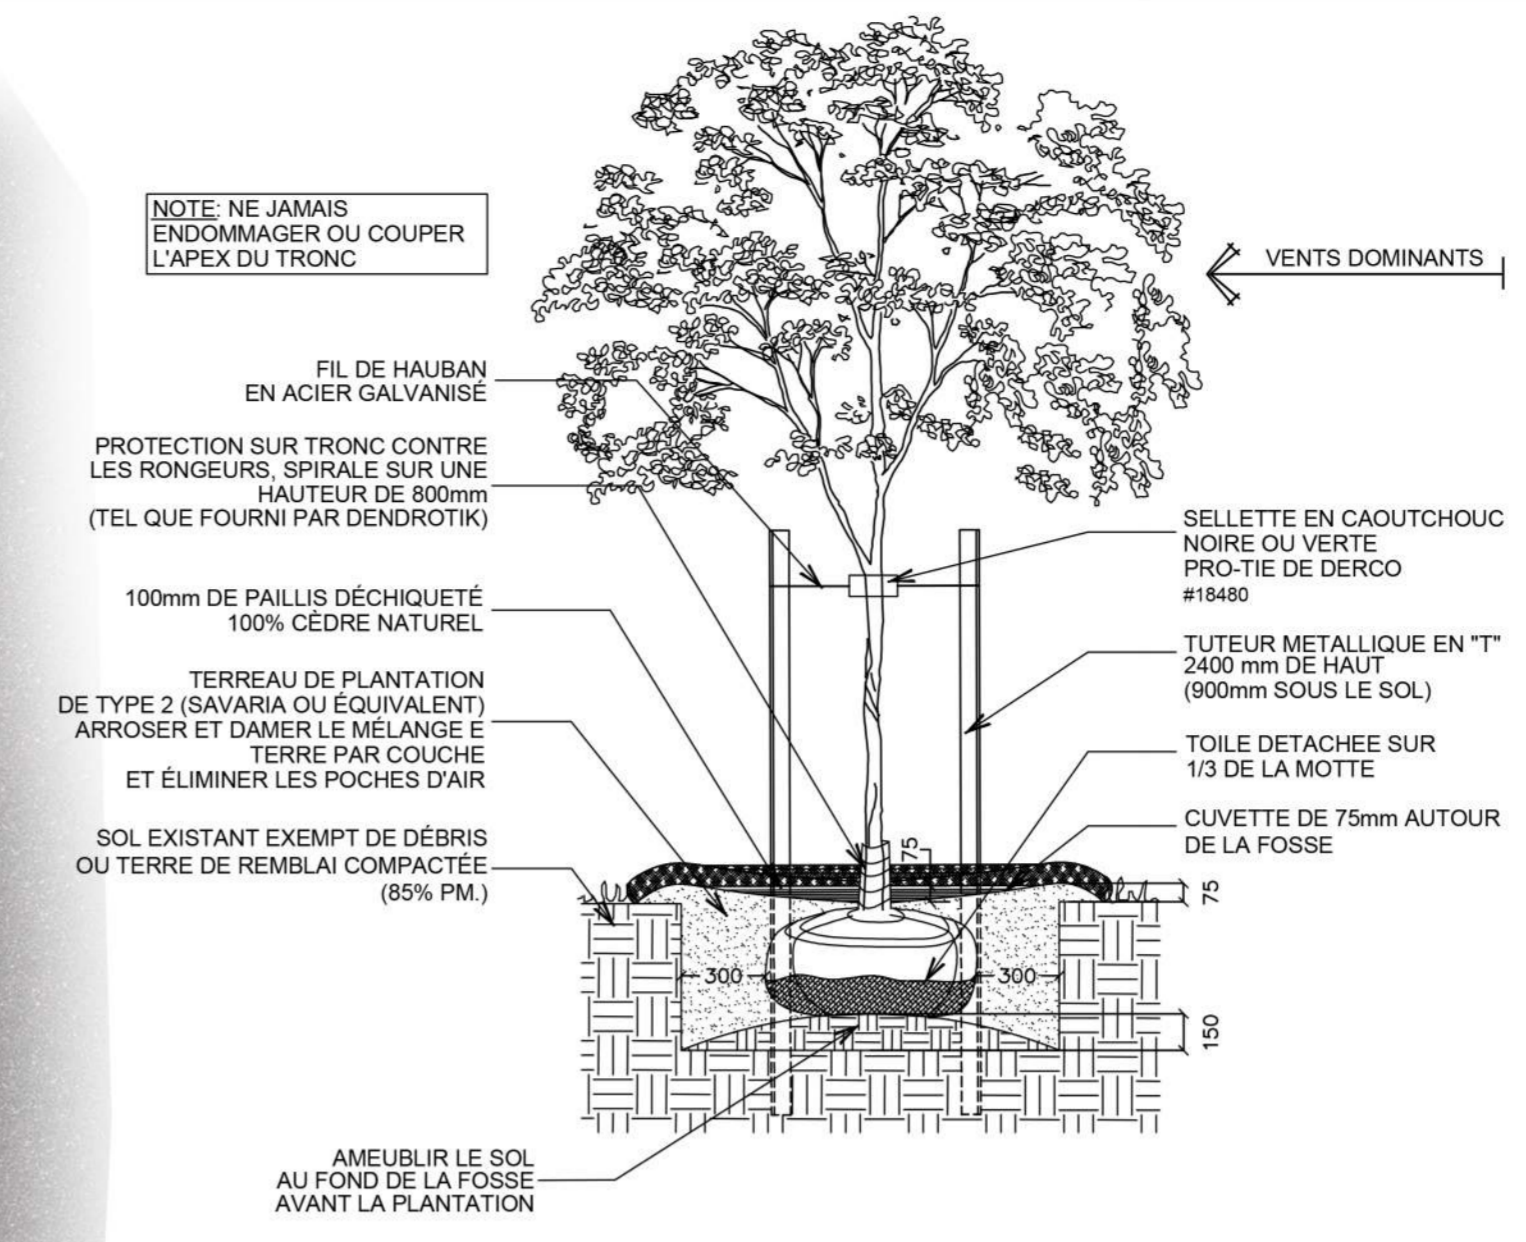 NOTE: NE JAMAIS
ENDOMMAGER OU COUPER
L'APEX DU TRONC
VENTS DOMINANTS
FIL DE HAUBAN
EN ACIER GALVANISÉ
PROTECTION SUR TRONC CONTRE
LES RONGEURS, SPIRALE SUR UNE
HAUTEUR DE 800mm
(TEL QUE FOURNI PAR DENDROTIK)
100mm DE PAILLIS DÉCHIQUETÉ
100% CÈDRE NATUREL
TERREAU DE PLANTATION
DE TYPE 2 (SAVARIA OU ÉQUIVALENT)
ARROSER ET DAMER LE MÉLANGE E
TERRE PAR COUCHE
ET ÉLIMINER LES POCHES D'AIR
SOL EXISTANT EXEMPT DE DÉBRIS
OU TERRE DE REMBLAI COMPACTÉE
(85% PM.)
AMEUBLIR LE SOL
AU FOND DE LA FOSSE
AVANT LA PLANTATION
SELLETTE EN CAOUTCHOUC
NOIRE OU VERTE
PRO-TIE DE DERCO
#18480
TUTEUR METALLIQUE EN "T"
2400 mm DE HAUT
(900mm SOUS LE SOL)
TOILE DETACHEE SUR
1/3 DE LA MOTTE
CUVETTE DE 75mm AUTOUR
DE LA FOSSE
75
75
300
300
150